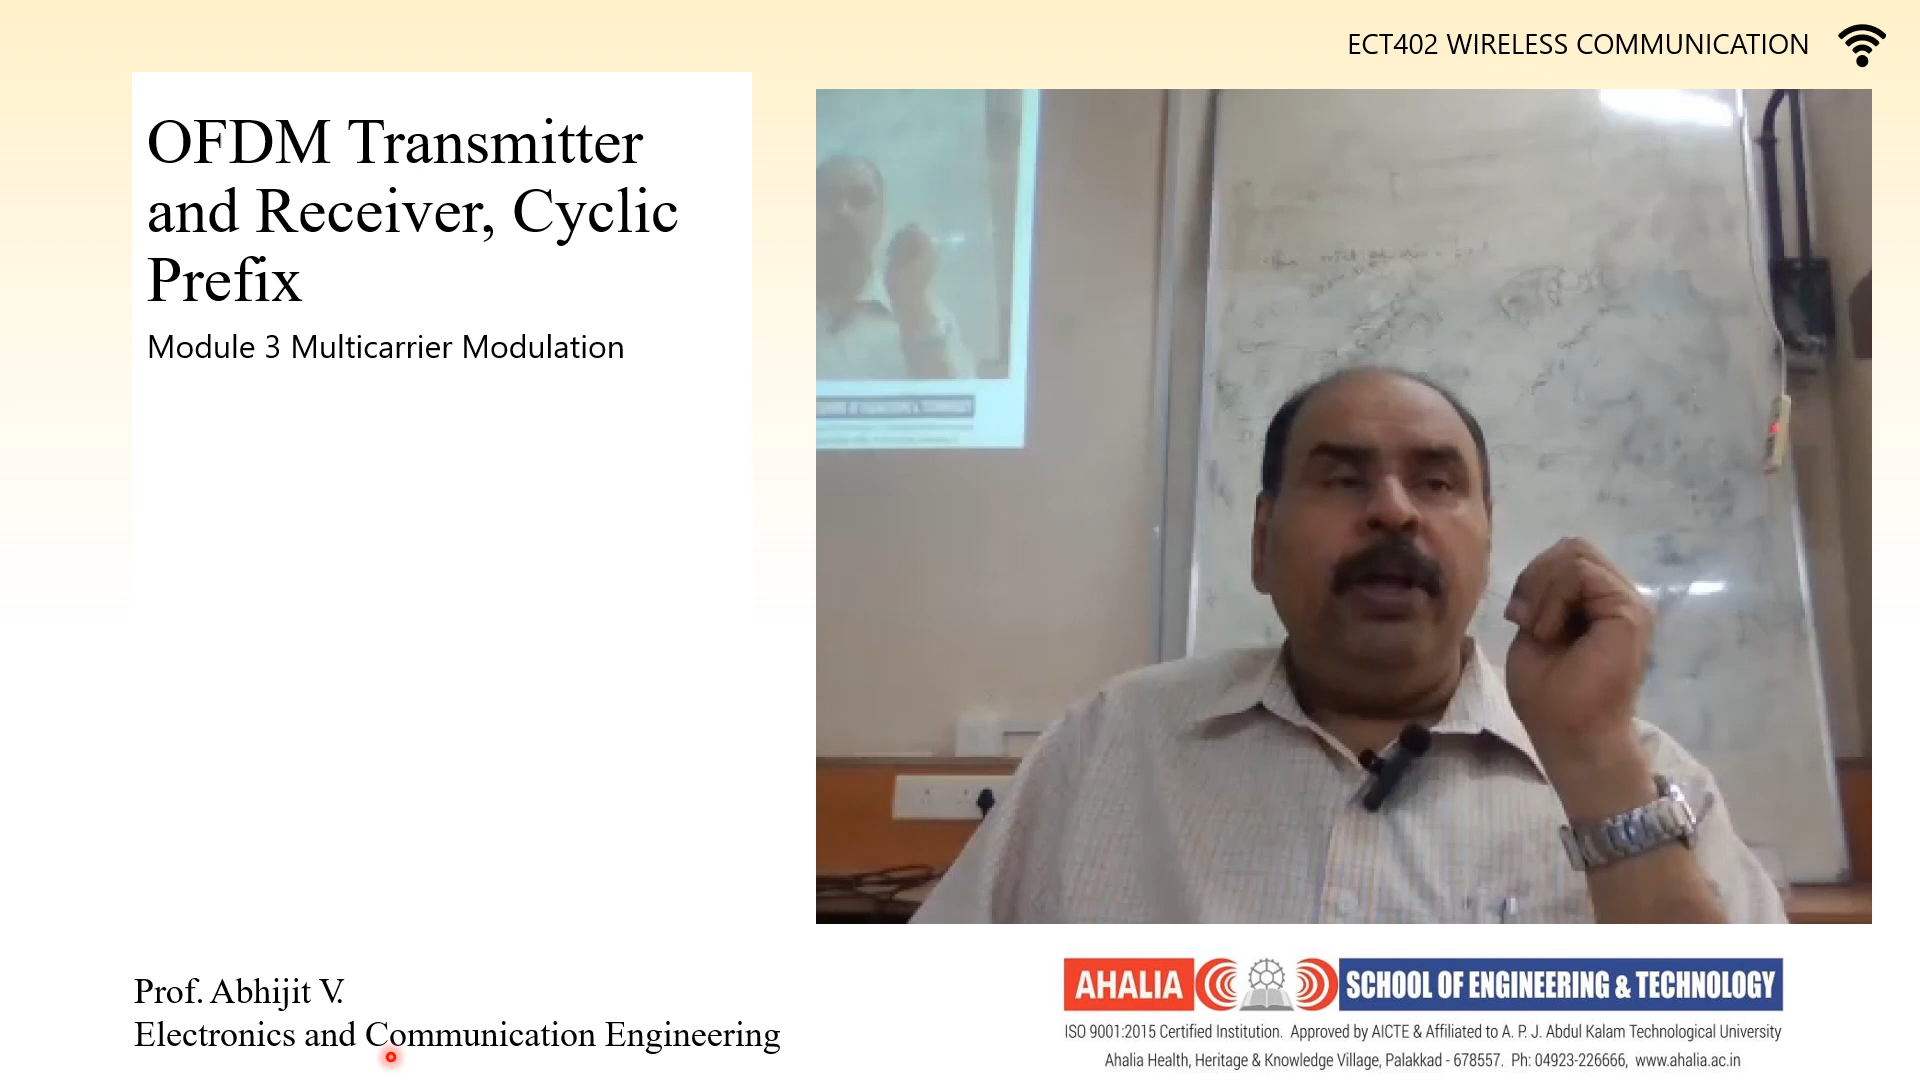 ECT402 WIRELESS COMMUNICATION
OFDM Transmitter
and Receiver, Cyclic
Prefix
Module 3 Multicarrier Modulation
Prof. Abhijit V.
Electronics and Communication Engineering
AHALIA SCHOOL OF ENGINEERING & TECHNOLOGY
ISO 9001:2015 Certified Institution. Approved by AICTE & Affiliated to A. P. J. Abdul Kalam Technological University
Ahalia Health, Heritage & Knowledge Village, Palakkad - 678557. Ph: 04923-226666, www.ahalia.ac.in